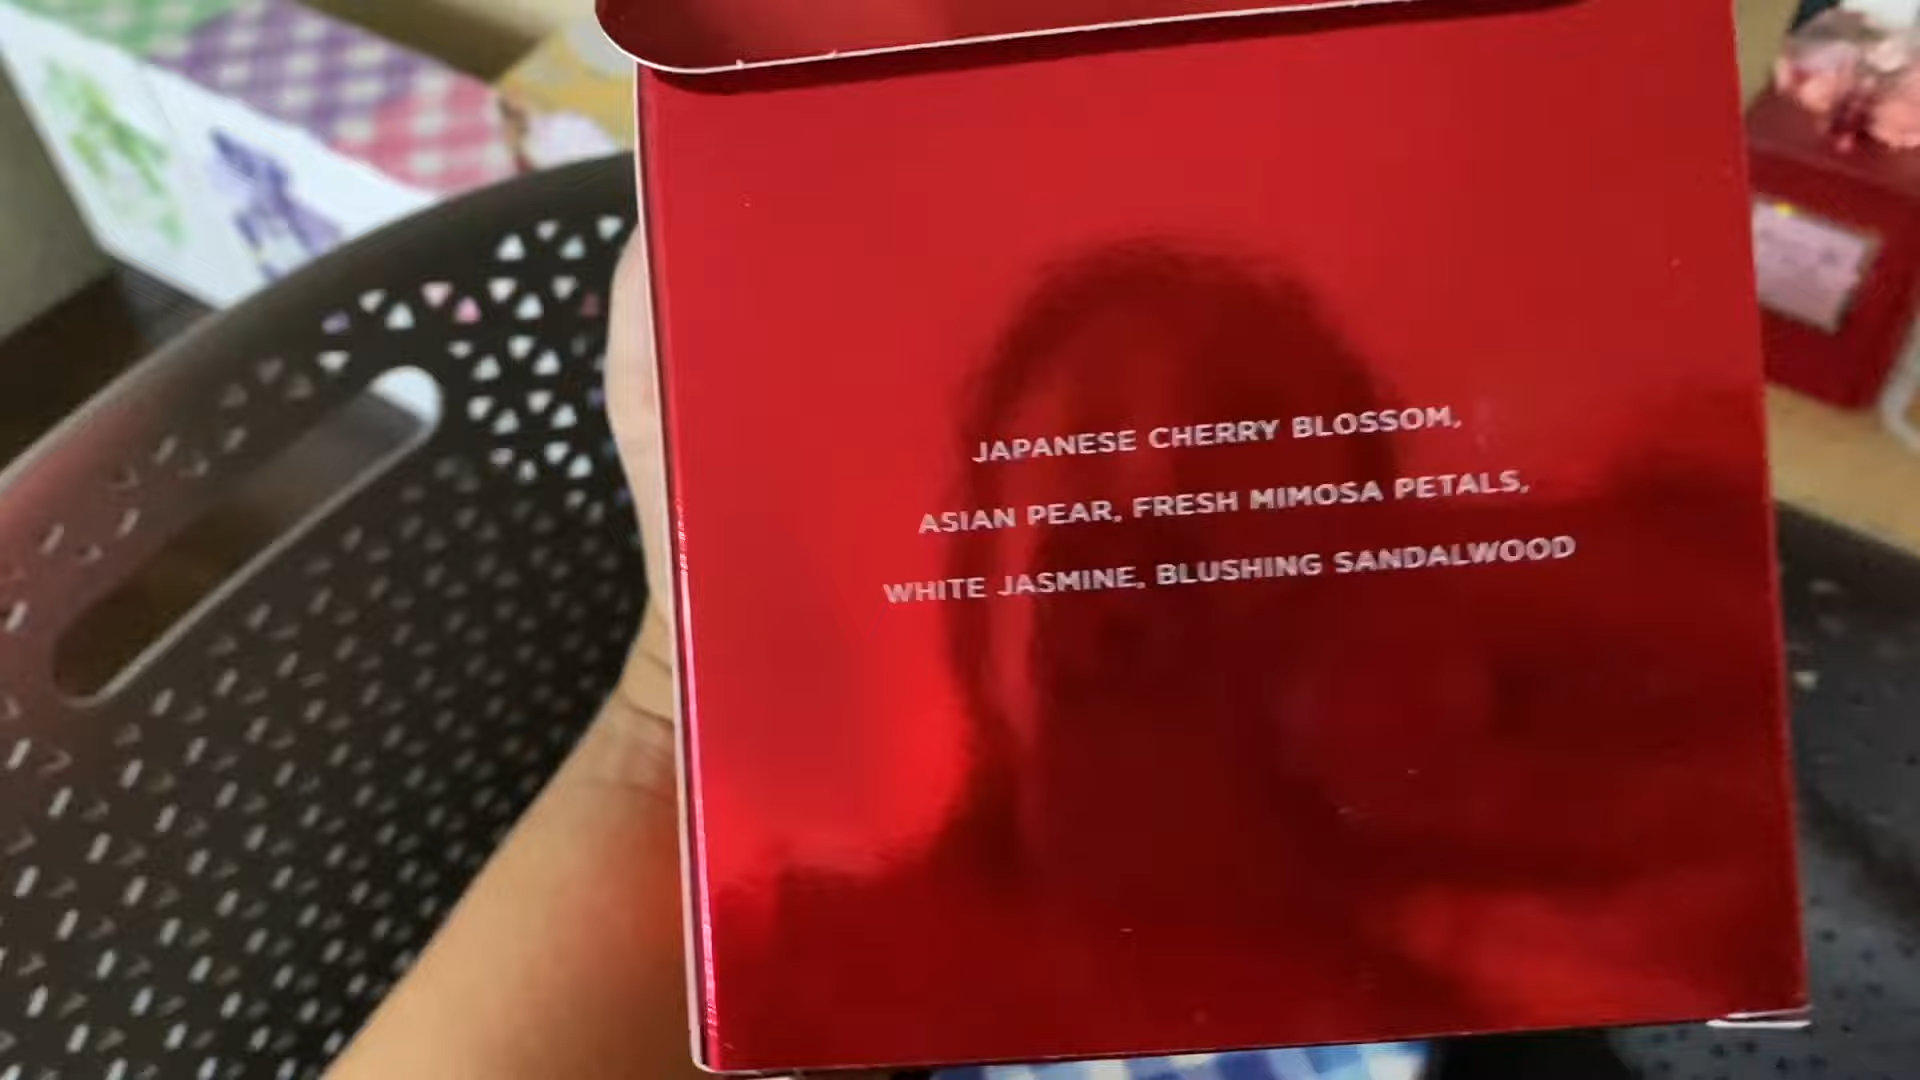 JAPANESE CHERRY BLOSSOM,
ASIAN PEAR, FRESH MIMOSA PETALS,
WHITE JASMINE, BLUSHING SANDALWOOD